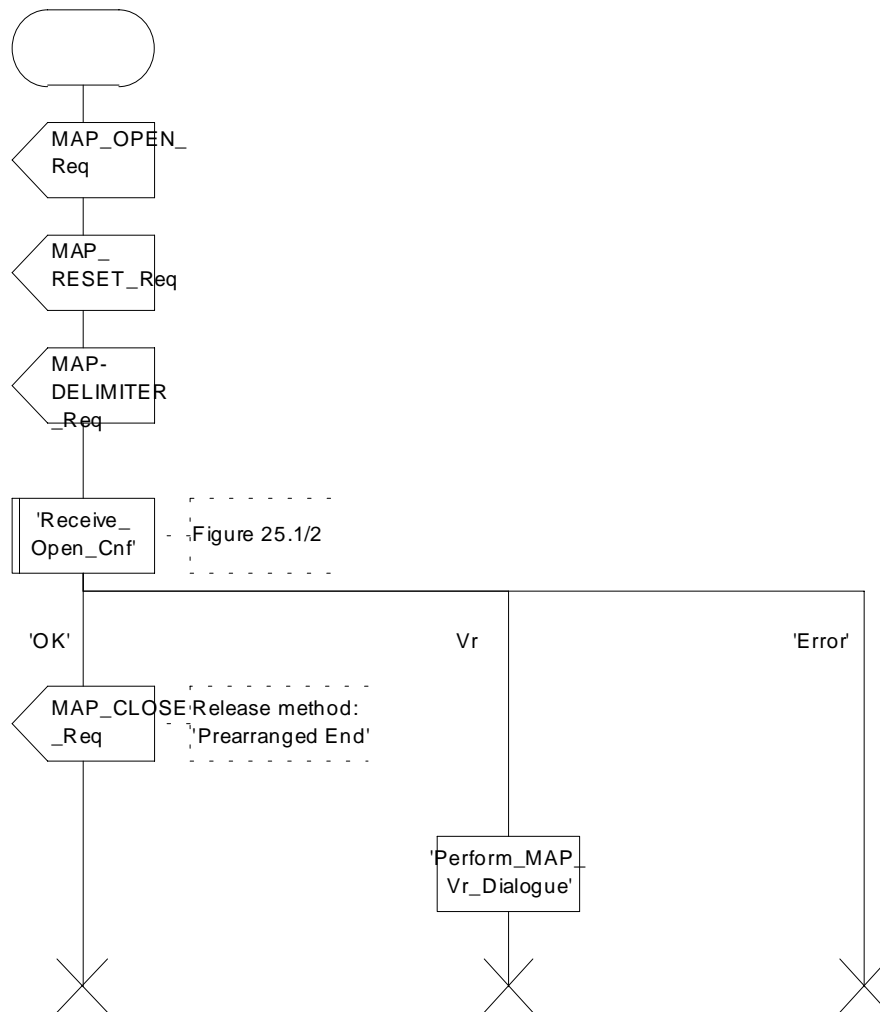 MAP_OPEN_
Req
MAP_
RESET_Req
MAP-
DELIMITER
_Req
'Receive_
Open_Cnf'
Figure 25.1/2
'OK'
Vr
'Error'
MAP_CLOSE
_Req
Release method:
'Prearranged End'
'Perform_MAP_
Vr_Dialogue'